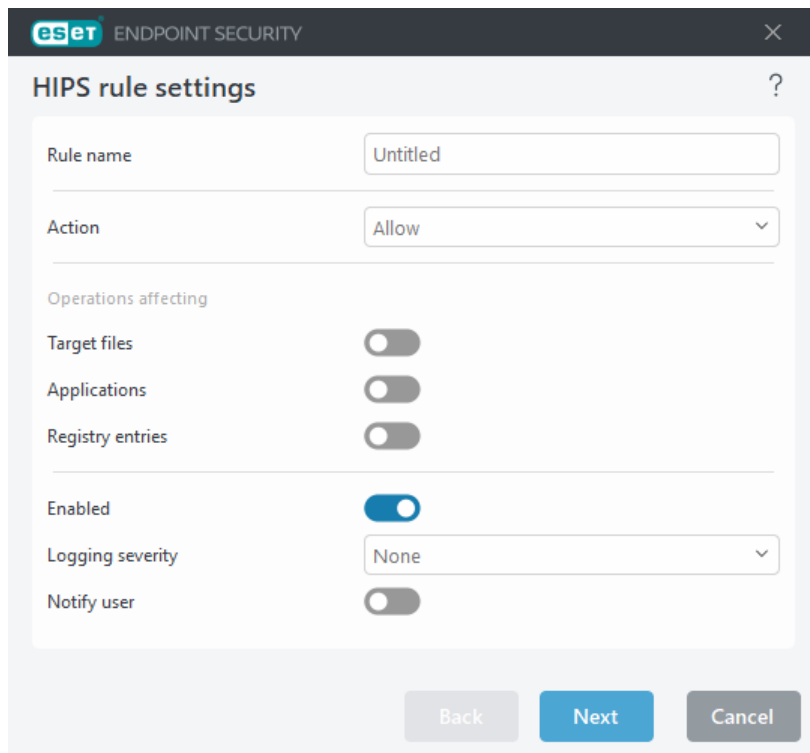 eset ENDPOINT SECURITY
HIPS rule settings ?
Rule name Untitled
Action Allow
Operations affecting
Target files
Applications
Registry entries
Enabled
Logging severity None
Notify user
Back Next Cancel